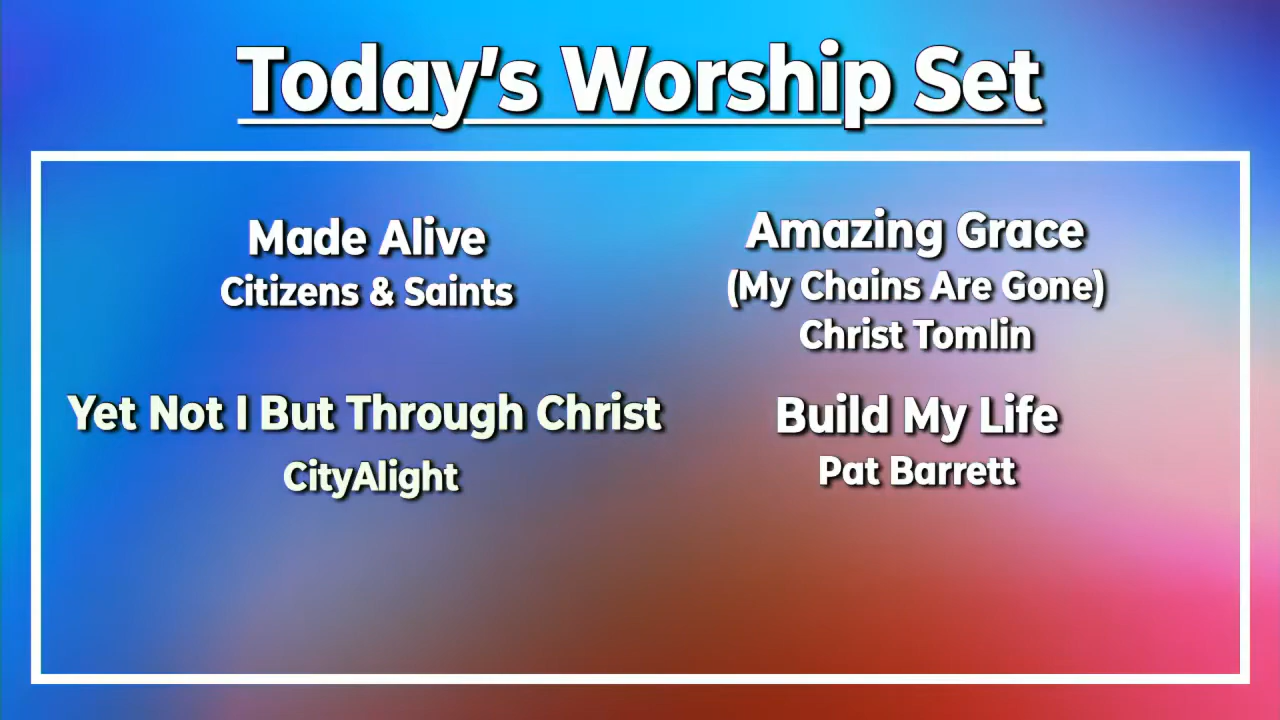 Today's Worship Set
Made Alive
Citizens & Saints
Amazing Grace
(My Chains Are Gone)
Christ Tomlin
Yet Not I But Through Christ
CityAlight
Build My Life
Pat Barrett